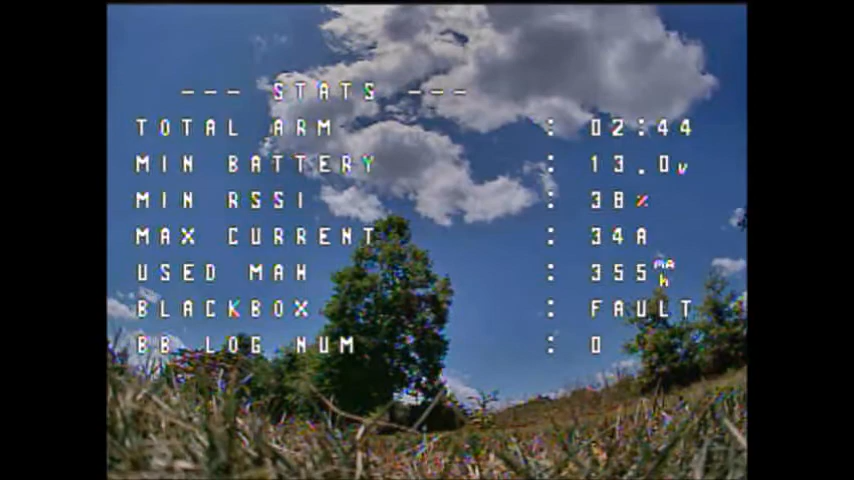 --- STATS ---
TOTAL ARM : 02:44
MIN BATTERY : 13.0V
MIN RSSI : 38%
MAX CURRENT : 34A
USED MAH : 355MAH
BLACKBOX : FAULT
BB LOG NUM : 0